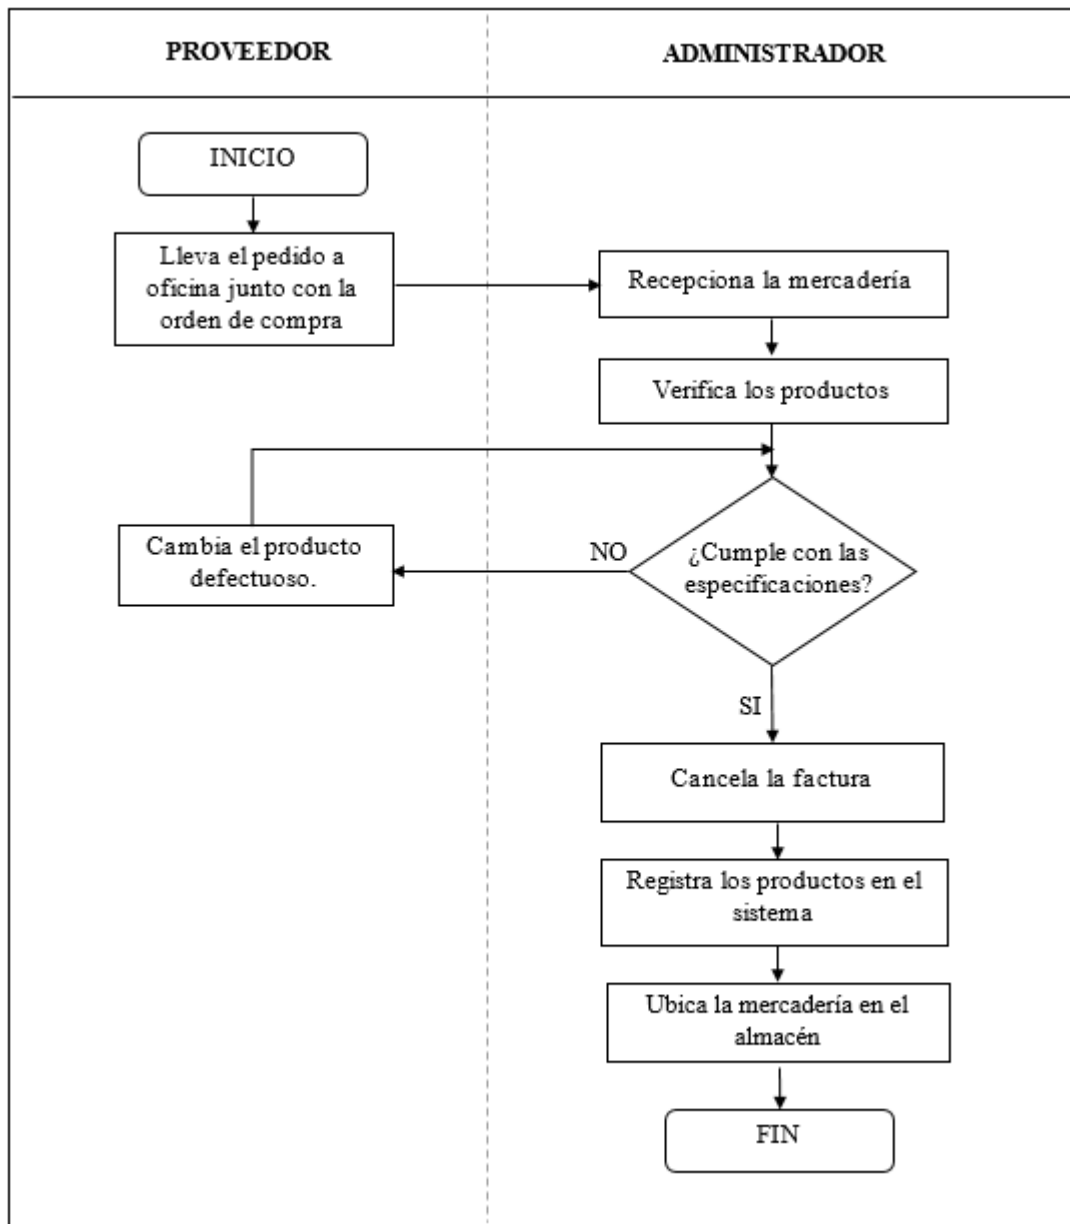 PROVEEDOR
ADMINISTRADOR
INICIO
Lleva el pedido a
oficina junto con la
orden de compra
Recepciona la mercadería
Verifica los productos
Cambia el producto
defectuoso.
NO
¿Cumple con las
especificaciones?
SI
Cancela la factura
Registra los productos en el
sistema
Ubica la mercadería en el
almacén
FIN